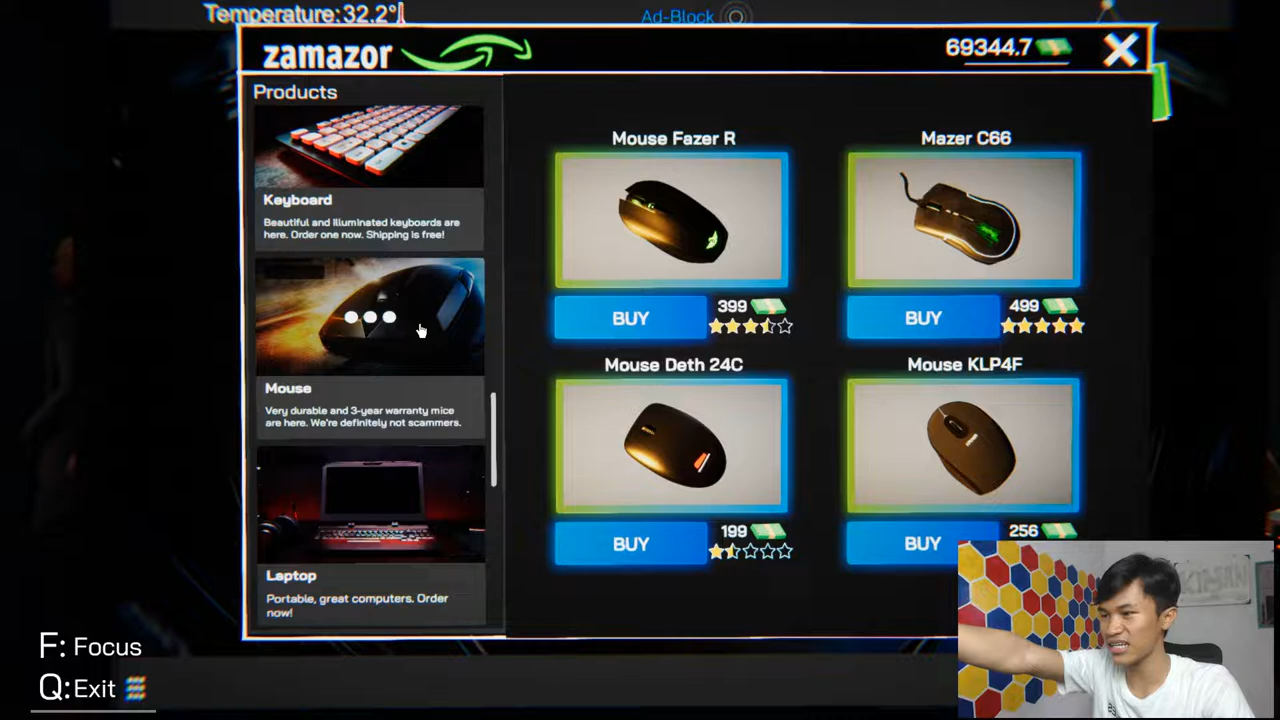 Temperature: 32.2°
Ad-Block
zamazor
69344.7
Products
Keyboard
Beautiful and illuminated keyboards are
here. Order one now. Shipping is free!
Mouse
Very durable and 3-year warranty mice
are here. We're definitely not scammers.
Laptop
Portable, great computers. Order
now!
Mouse Fazer R
BUY
399
Mazer C66
BUY
499
Mouse Deth 24C
BUY
199
Mouse KLP4F
BUY
256
F: Focus
Q: Exit